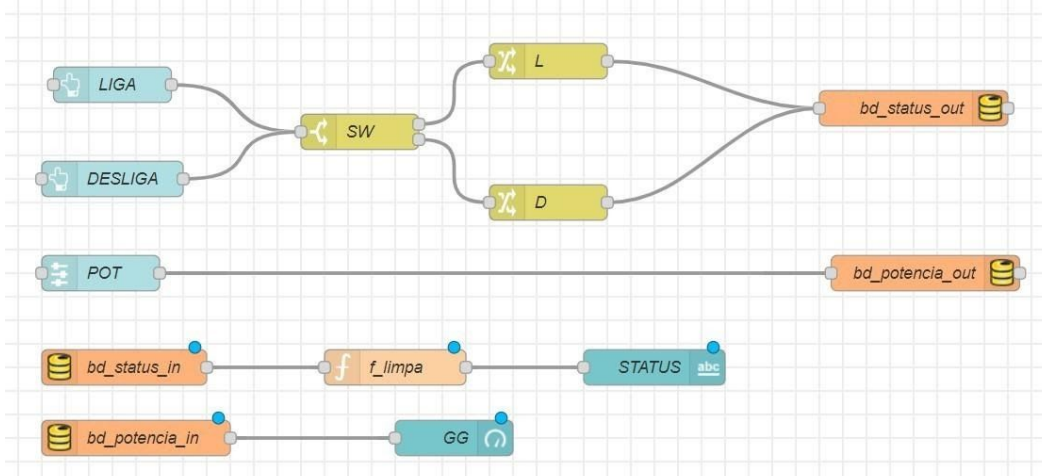 LIGA
DESLIGA
SW
L
D
bd_status_out
POT
bd_potencia_out
bd_status_in
f_limpa
STATUS
abc
bd_potencia_in
GG